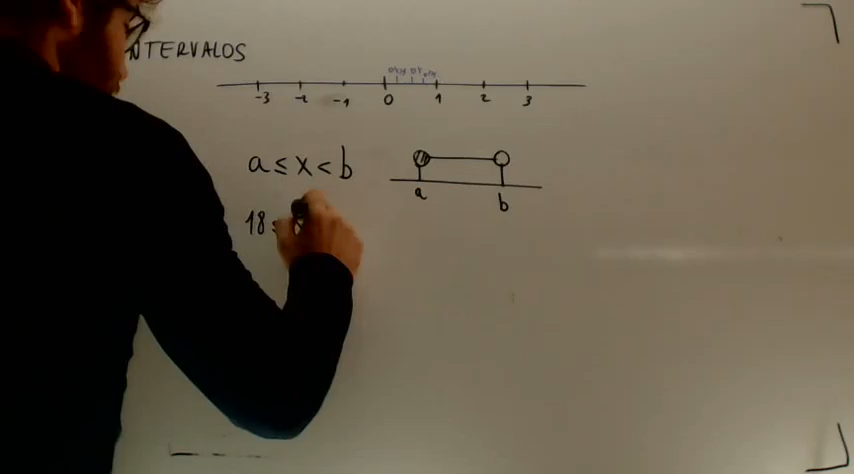 INTERVALOS
-3 -2 -1 0 1 2 3
a ≤ x < b
a b
18 ≤